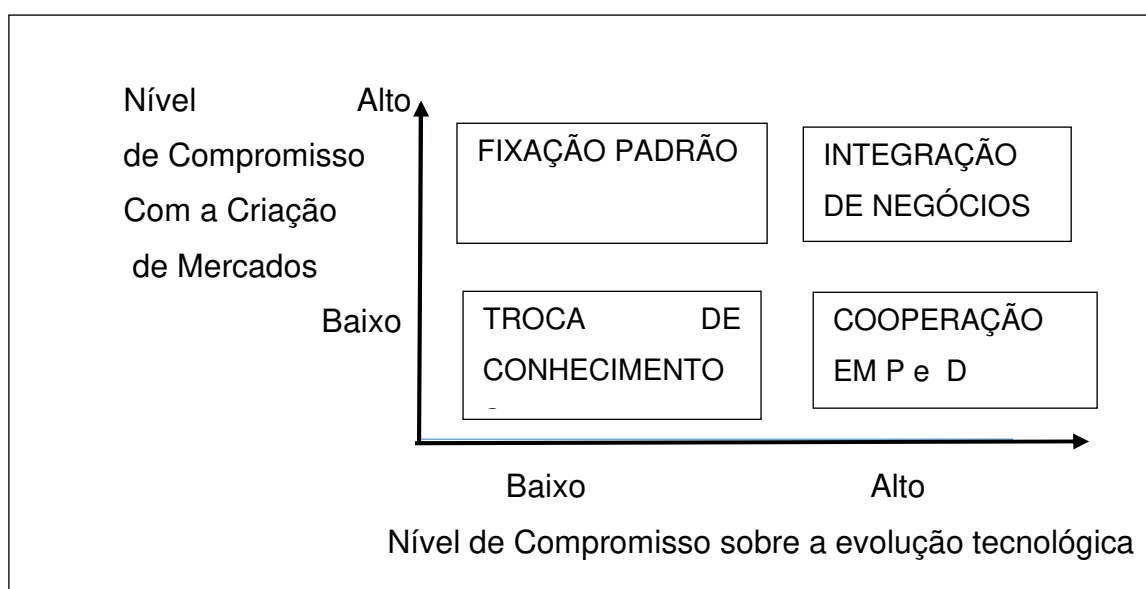 Nível Alto
de Compromisso
Com a Criação
de Mercados
Baixo
FIXAÇÃO PADRÃO
INTEGRAÇÃO
DE NEGÓCIOS
TROCA DE
CONHECIMENTO
COOPERAÇÃO
EM P e D
Baixo Alto
Nível de Compromisso sobre a evolução tecnológica